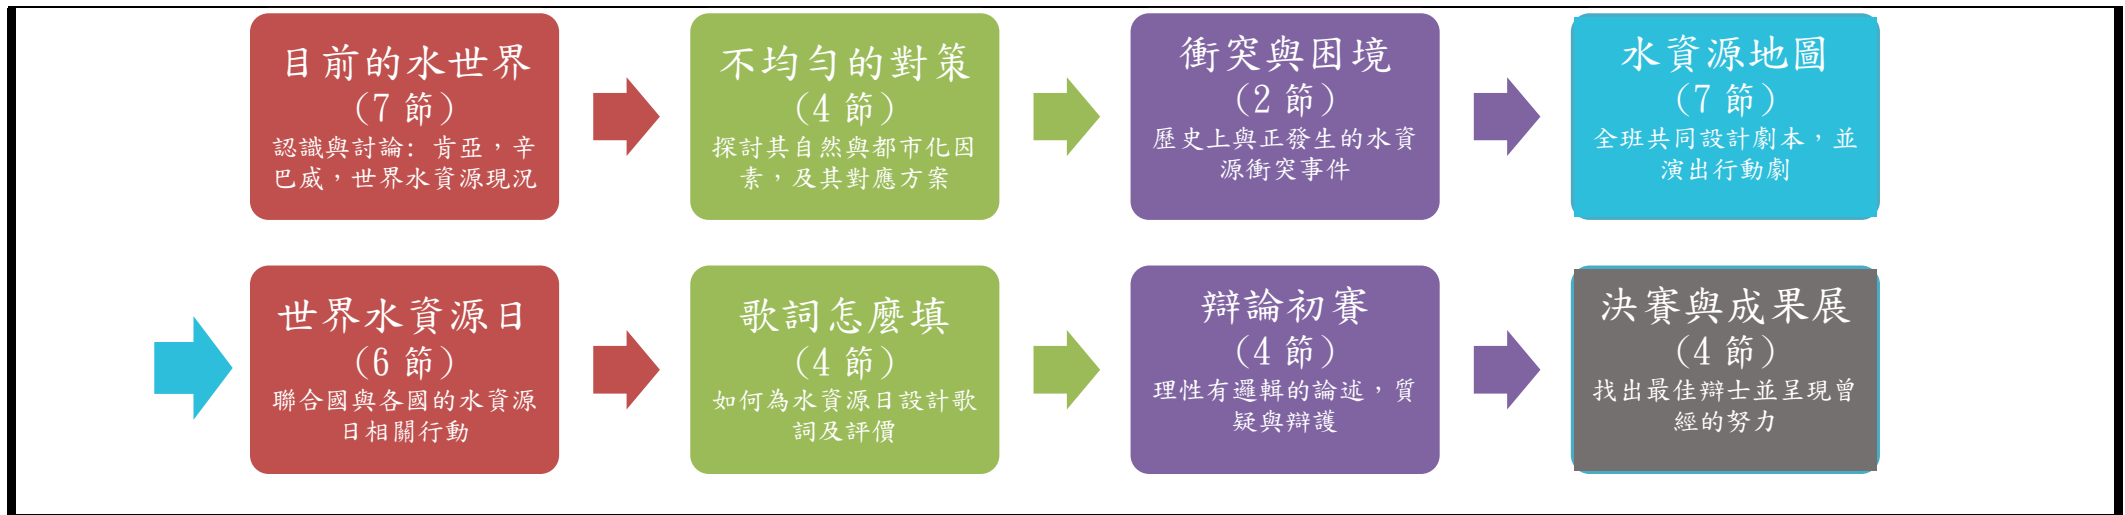 目前的水世界
(7 節)
認識與討論: 肯亞，辛
巴威，世界水資源現況
不均勻的對策
(4 節)
探討其自然與都市化因
素，及其對應方案
衝突與困境
(2 節)
歷史上與正發生的水資
源衝突事件
水資源地圖
(7 節)
全班共同設計劇本，並
演出行動劇
世界水資源日
(6 節)
聯合國與各國的水資源
日相關行動
歌詞怎麼填
(4 節)
如何為水資源日設計歌
詞及評價
辯論初賽
(4 節)
理性有邏輯的論述，質
疑與辯護
決賽與成果展
(4 節)
找出最佳辯士並呈現曾
經的努力